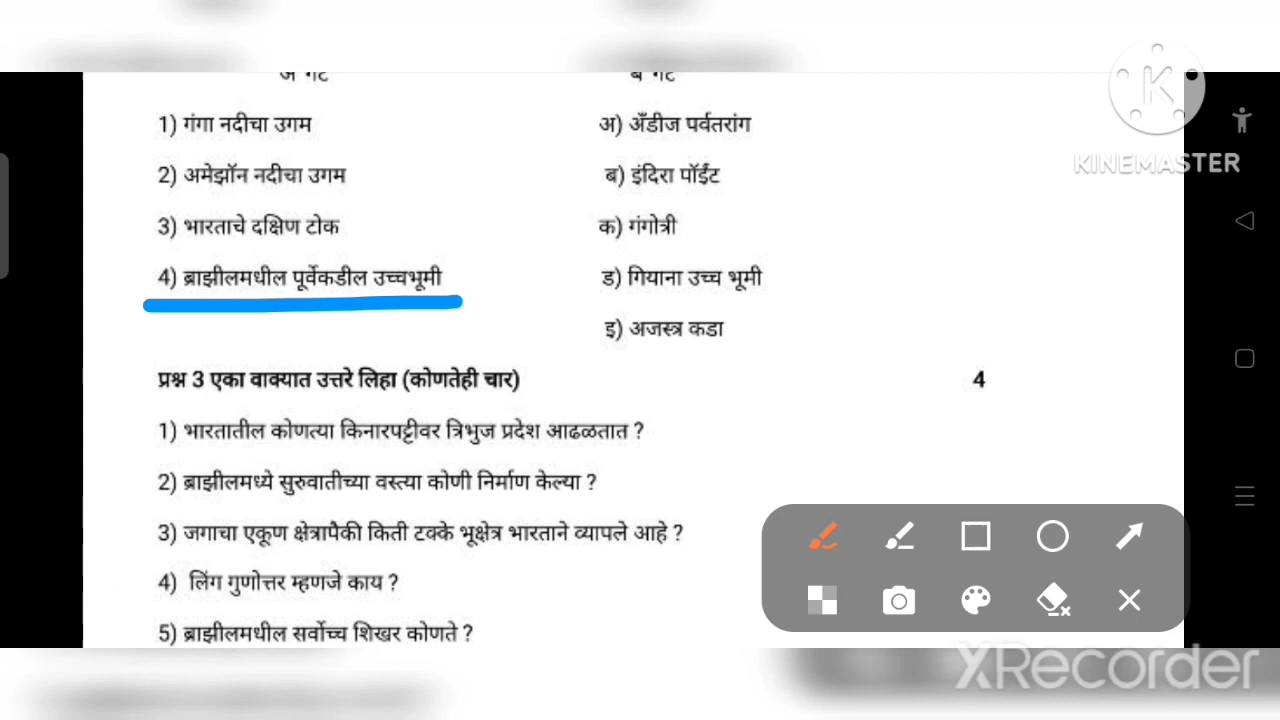 1) गंगा नदीचा उगम अ) अँडीज पर्वतरांग
2) अमेझॉन नदीचा उगम ब) इंदिरा पॉईंट
3) भारताचे दक्षिण टोक क) गंगोत्री
4) ब्राझीलमधील पूर्वेकडील उच्चभूमी ड) गियाना उच्च भूमी
इ) अजस्त्र कडा
प्रश्न 3 एका वाक्यात उत्तरे लिहा (कोणतेही चार) 4
1) भारतातील कोणत्या किनारपट्टीवर त्रिभुज प्रदेश आढळतात ?
2) ब्राझीलमध्ये सुरुवातीच्या वस्त्या कोणी निर्माण केल्या ?
3) जगाचा एकूण क्षेत्रापैकी किती टक्के भूक्षेत्र भारताने व्यापले आहे ?
4) लिंग गुणोत्तर म्हणजे काय ?
5) ब्राझीलमधील सर्वोच्च शिखर कोणते ?
K
KINEMASTER
XRecorder